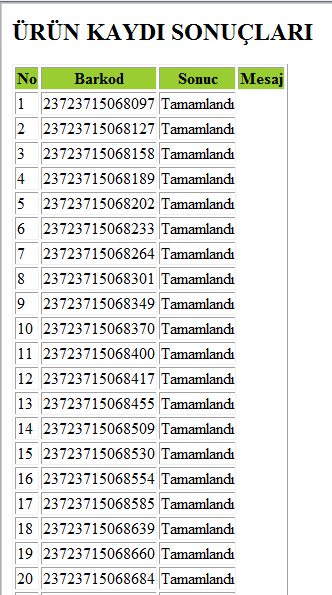 ÜRÜN KAYDI SONUÇLARI
No Barkod Sonuc Mesaj
1 23723715068097 Tamamlandı
2 23723715068127 Tamamlandı
3 23723715068158 Tamamlandı
4 23723715068189 Tamamlandı
5 23723715068202 Tamamlandı
6 23723715068233 Tamamlandı
7 23723715068264 Tamamlandı
8 23723715068301 Tamamlandı
9 23723715068349 Tamamlandı
10 23723715068370 Tamamlandı
11 23723715068400 Tamamlandı
12 23723715068417 Tamamlandı
13 23723715068455 Tamamlandı
14 23723715068509 Tamamlandı
15 23723715068530 Tamamlandı
16 23723715068554 Tamamlandı
17 23723715068585 Tamamlandı
18 23723715068639 Tamamlandı
19 23723715068660 Tamamlandı
20 23723715068684 Tamamlandı